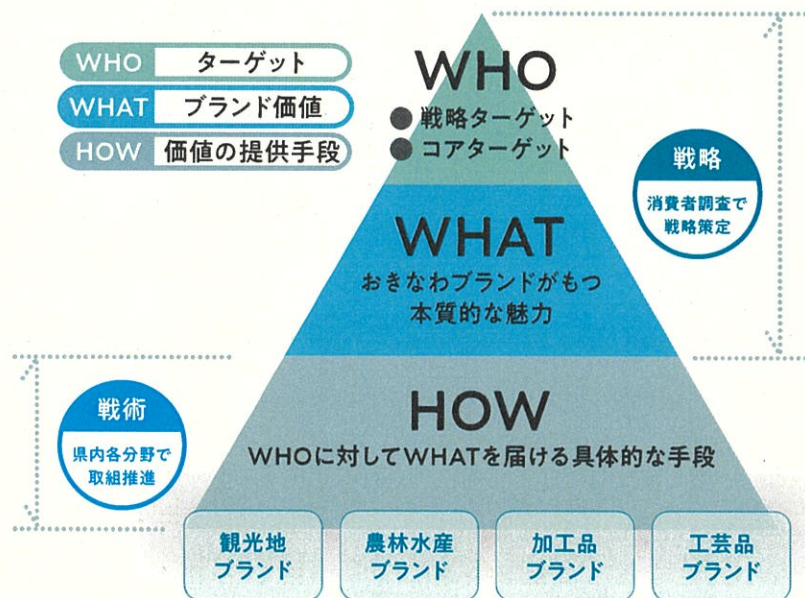 WHO ターゲット
WHAT ブランド価値
HOW 価値の提供手段
WHO
● 戦略ターゲット
● コアターゲット
戦略
消費者調査で
戦略策定
WHAT
おきなわブランドがもつ
本質的な魅力
戦術
県内各分野で
取組推進
HOW
WHOに対してWHATを届ける具体的な手段
観光地
ブランド
農林水産
ブランド
加工品
ブランド
工芸品
ブランド